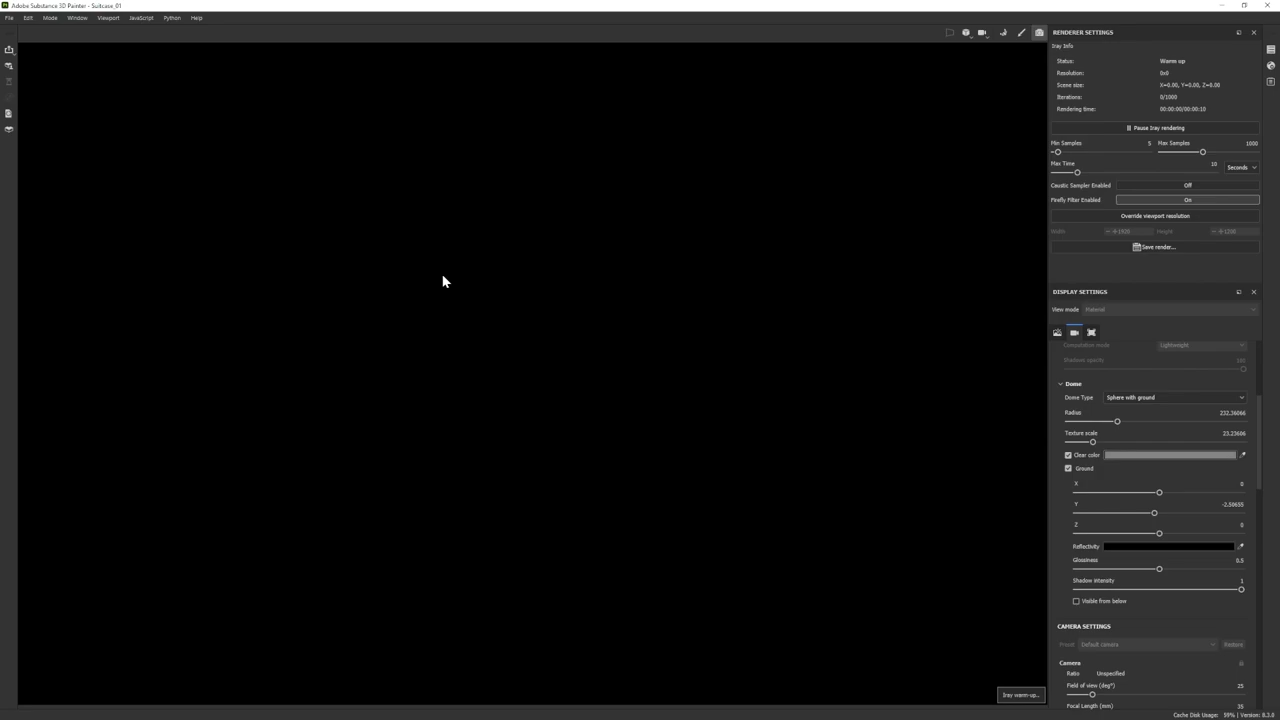 Adobe Substance 3D Painter - Suitcase_01
File Edit Mode Window Viewport JavaScript Python Help
RENDERER SETTINGS
Iray Info
Status: Warm up
Resolution: 0x0
Scene size: X=0.00, Y=0.00, Z=0.00
Iterations: 0/1000
Rendering time: 00:00:00/00:00:10
Pause Iray rendering
Min Samples 5 Max Samples 1000
Max Time 10 Seconds
Caustic Sampler Enabled Off
Firefly Filter Enabled On
Override viewport resolution
Width 1920 Height 1200
Save render...
DISPLAY SETTINGS
View mode Material
Computation mode Lightweight
Shadows opacity 100
Dome
Dome Type Sphere with ground
Radius 232.36066
Texture scale 23.23606
Clear color
Ground
X 0
Y -2.50655
Z 0
Reflectivity
Glossiness 0.5
Shadow intensity 1
Visible from below
CAMERA SETTINGS
Preset Default camera Restore
Camera
Ratio Unspecified
Field of view (deg°) 25
Focal Length (mm) 35
Iray warm-up...
Cache Disk Usage: 59% | Version: 8.3.0